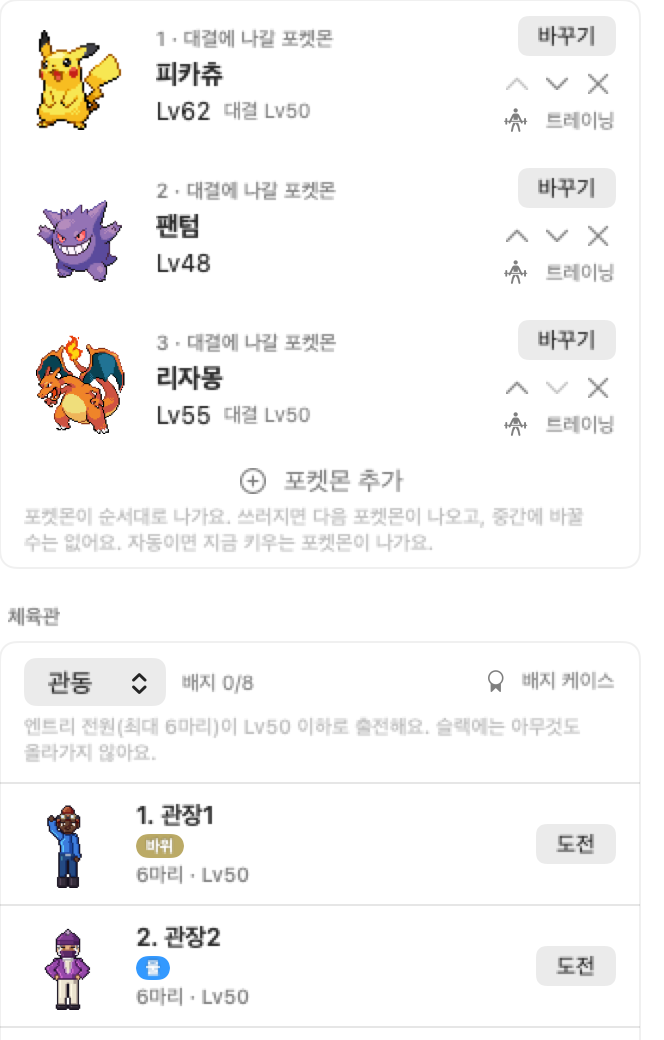 1 · 대결에 나갈 포켓몬
바꾸기
피카츄
Lv62 대결 Lv50
트레이닝
2 · 대결에 나갈 포켓몬
바꾸기
팬텀
Lv48
트레이닝
3 · 대결에 나갈 포켓몬
바꾸기
리자몽
Lv55 대결 Lv50
트레이닝
포켓몬 추가
포켓몬이 순서대로 나가요. 쓰러지면 다음 포켓몬이 나오고, 중간에 바꿀
수는 없어요. 자동이면 지금 키우는 포켓몬이 나가요.
체육관
관동 배지 0/8 배지 케이스
엔트리 전원(최대 6마리)이 Lv50 이하로 출전해요. 슬랙에는 아무것도
올라가지 않아요.
1. 관장1
바위
도전
6마리 · Lv50
2. 관장2
물
도전
6마리 · Lv50